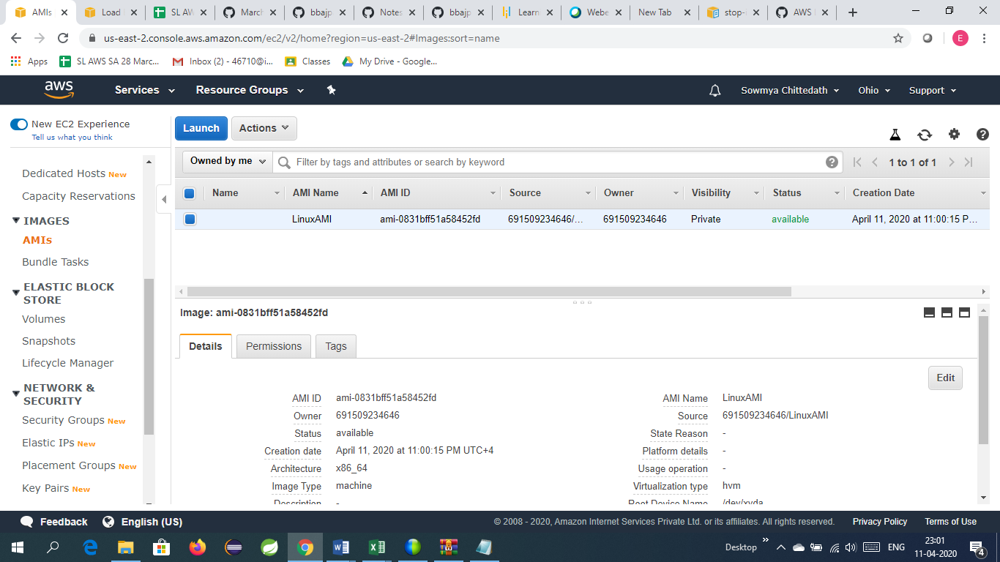 AMIs
Load
SL AW
March
bbajp
Notes
bbajp
Learn
Webe
New Tab
stop-
AWS
us-east-2.console.aws.amazon.com/ec2/v2/home?region=us-east-2#Images:sort=name
E
Apps
SL AWS SA 28 Marc...
Inbox (2) - 46710@i...
Classes
My Drive - Google...
aws
Services
Resource Groups
Sowmya Chittedath
Ohio
Support
New EC2 Experience
Tell us what you think
Dedicated Hosts New
Capacity Reservations
IMAGES
AMIs
Bundle Tasks
ELASTIC BLOCK
STORE
Volumes
Snapshots
Lifecycle Manager
NETWORK &
SECURITY
Security Groups New
Elastic IPs New
Placement Groups New
Key Pairs New
Launch
Actions
Owned by me
Filter by tags and attributes or search by keyword
1 to 1 of 1
Name AMI Name AMI ID Source Owner Visibility Status Creation Date
LinuxAMI ami-0831bff51a58452fd 691509234646/... 691509234646 Private available April 11, 2020 at 11:00:15 P...
Image: ami-0831bff51a58452fd
Details
Permissions
Tags
Edit
AMI ID ami-0831bff51a58452fd
Owner 691509234646
Status available
Creation date April 11, 2020 at 11:00:15 PM UTC+4
Architecture x86_64
Image Type machine
Description -
AMI Name LinuxAMI
Source 691509234646/LinuxAMI
State Reason -
Platform details -
Usage operation -
Virtualization type hvm
Root Device Name /dev/xvda
Feedback
English (US)
© 2008 - 2020, Amazon Internet Services Private Ltd. or its affiliates. All rights reserved.
Privacy Policy
Terms of Use
Desktop
ENG
23:01
11-04-2020
4